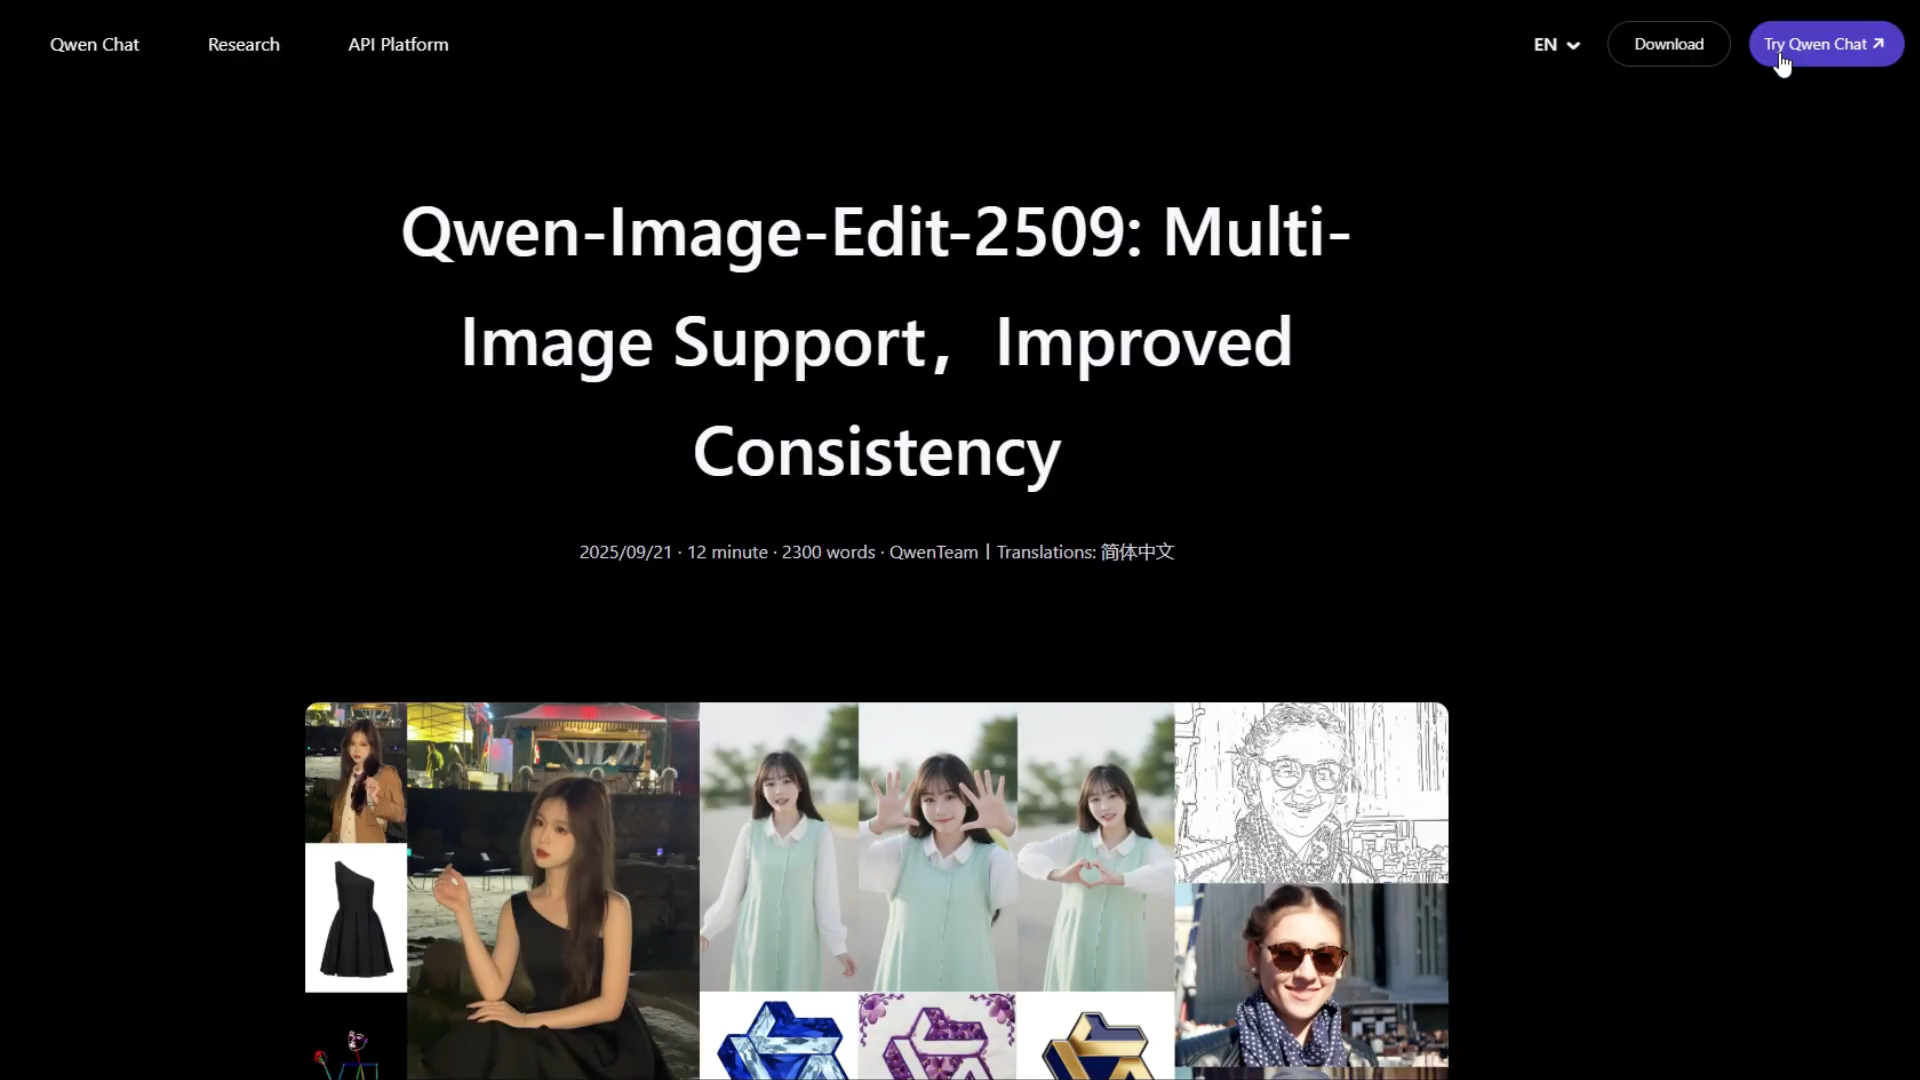 Qwen Chat
Research
API Platform
EN
Download
Try Qwen Chat
Qwen-Image-Edit-2509: Multi-
Image Support，Improved
Consistency
2025/09/21 · 12 minute · 2300 words · QwenTeam | Translations: 简体中文